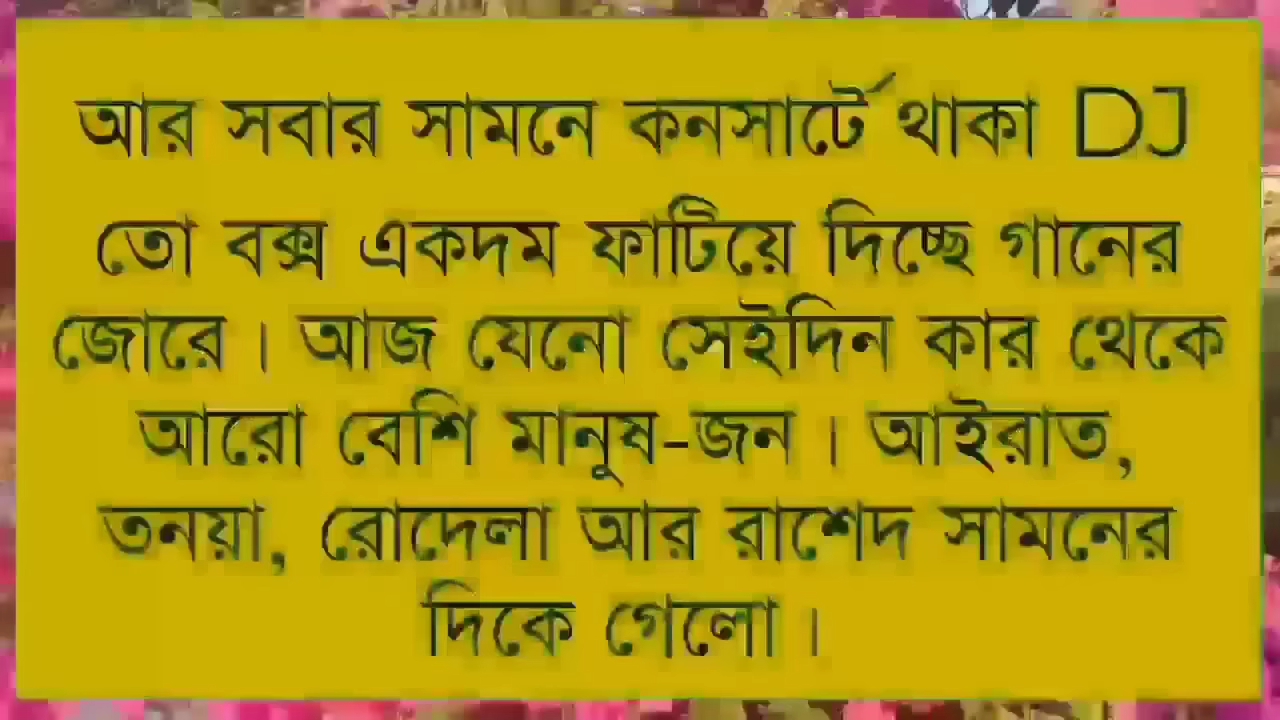 আর সবার সামনে কনসার্টে থাকা DJ
তো বক্স একদম ফাটিয়ে দিচ্ছে গানের
জোরে। আজ যেনো সেইদিন কার থেকে
আরো বেশি মানুষ-জন। আইরাত,
তনয়া, রোদেলা আর রাশেদ সামনের
দিকে গেলো।